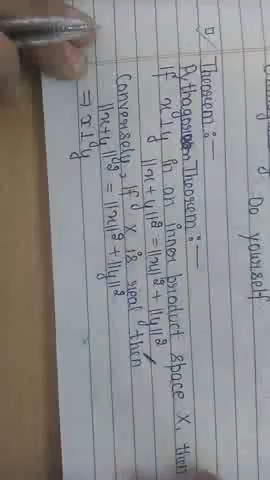 Do yourself
Theorem :-
Pythagorean Theorem :-
If x⊥y in an inner product space X, then
||x+y||² = ||x||² + ||y||²
Conversely, If X is real then
||x+y||² = ||x||² + ||y||²
⇒ x⊥y